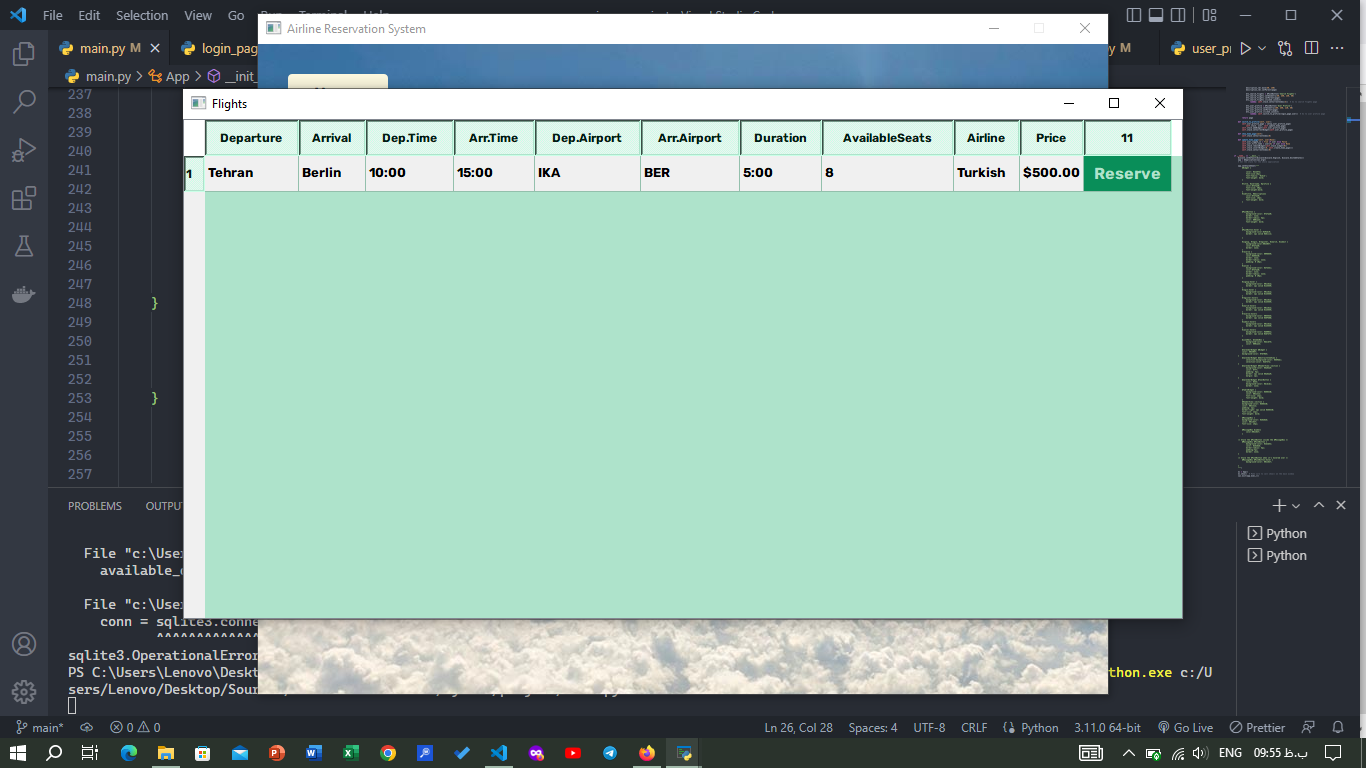 File Edit Selection View Go
Airline Reservation System
main.py M
login_pag
M
user_pr
main.py > App > __init_
Flights
Departure Arrival Dep.Time Arr.Time Dep.Airport Arr.Airport Duration AvailableSeats Airline Price 11
1 Tehran Berlin 10:00 15:00 IKA BER 5:00 8 Turkish $500.00 Reserve
237
238
239
240
241
242
243
244
245
246
247
248 }
249
250
251
252
253 }
254
255
256
257
PROBLEMS OUTPU
Python
Python
File "c:\Use
available_
File "c:\Use
conn = sqlite3.conne
^^^^^^^^^^^^^
sqlite3.OperationalError
PS C:\Users\Lenovo\Deskt
thon.exe c:/U
sers/Lenovo/Desktop/Sour
main* 0 0 Ln 26, Col 28 Spaces: 4 UTF-8 CRLF Python 3.11.0 64-bit Go Live Prettier
ENG 09:55 ب.ظ